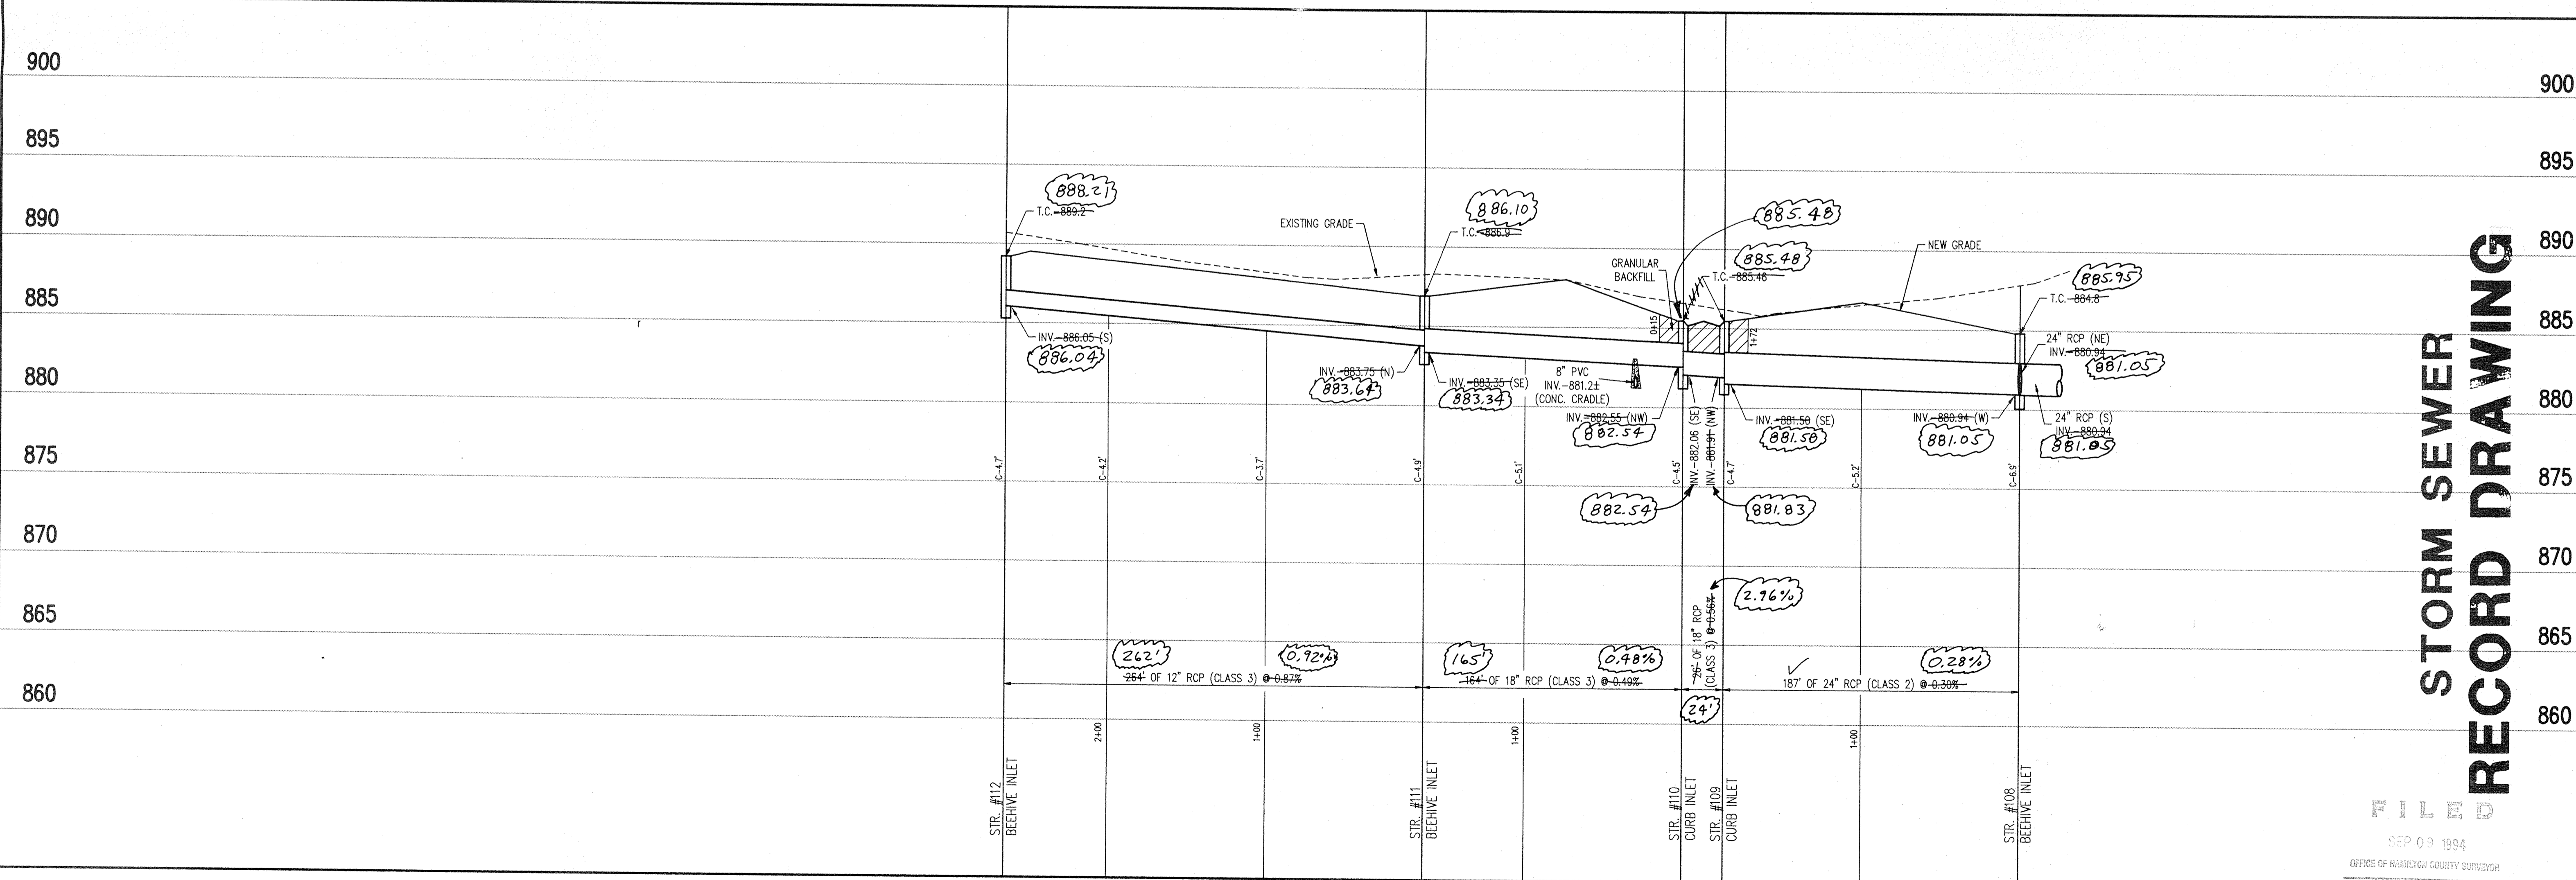 900
895
890
885
880
875
870
865
860
900
895
890
885
880
875
870
865
860
888.21
T.C. 889.2
EXISTING GRADE
886.10
T.C. 886.9
885.48
885.48
T.C. 885.46
GRANULAR
BACKFILL
NEW GRADE
885.95
T.C. 884.8
0+15
1+72
24" RCP (NE)
INV. 880.94
881.05
INV. 886.05 (S)
886.04
INV. 883.75 (N)
883.64
INV. 883.35 (SE)
883.34
8" PVC
INV.-881.2±
(CONC. CRADLE)
INV. 882.55 (NW)
882.54
INV.-882.06 (SE)
INV.-881.91 (NW)
INV. 881.50 (SE)
881.58
INV. 880.94 (W)
881.05
24" RCP (S)
INV. 880.94
881.05
C-4.7'
C-4.2'
C-3.7'
C-4.9'
C-5.1'
C-4.5'
C-4.7'
C-5.2'
C-6.9'
882.54
881.83
2.96%
262'
0.92%
264' OF 12" RCP (CLASS 3) @ 0.87%
165'
0.48%
164' OF 18" RCP (CLASS 3) @ 0.49%
26' OF 18" RCP
(CLASS 3) @ 0.56%
24'
0.28%
187' OF 24" RCP (CLASS 2) @ 0.30%
2+00
1+00
1+00
1+00
STR. #112
BEEHIVE INLET
STR. #111
BEEHIVE INLET
STR. #110
CURB INLET
STR. #109
CURB INLET
STR. #108
BEEHIVE INLET
STORM SEWER
RECORD DRAWING
FILED
SEP 09 1994
OFFICE OF HAMILTON COUNTY SURVEYOR